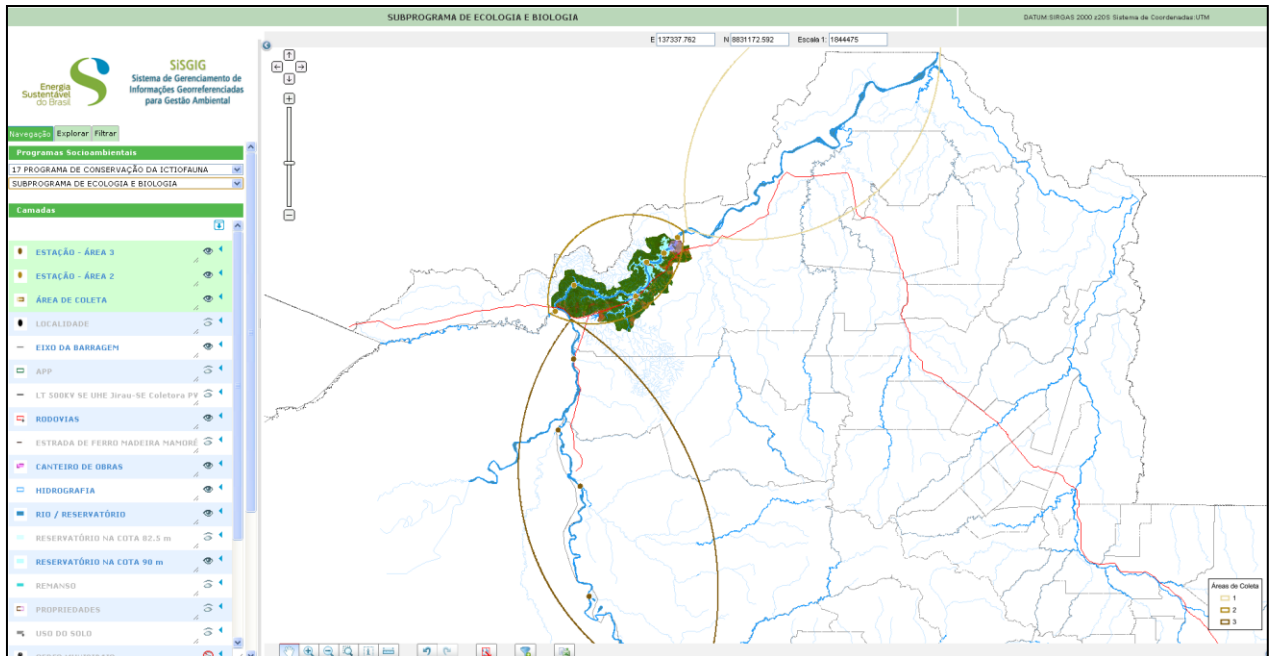 SUBPROGRAMA DE ECOLOGIA E BIOLOGIA
DATUM:SIRGAS 2000 z20S Sistema de Coordenadas:UTM
E 137337.762 N 8831172.592 Escala 1: 1844475
Energia
Sustentável
do Brasil
SiSGIG
Sistema de Gerenciamento de
Informações Georreferenciadas
para Gestão Ambiental
Navegação Explorar Filtrar
Programas Socioambientais
17 PROGRAMA DE CONSERVAÇÃO DA ICTIOFAUNA
SUBPROGRAMA DE ECOLOGIA E BIOLOGIA
Camadas
ESTAÇÃO - ÁREA 3
ESTAÇÃO - ÁREA 2
ÁREA DE COLETA
LOCALIDADE
EIXO DA BARRAGEM
APP
LT 500KV SE UHE Jirau-SE Coletora PV
RODOVIAS
ESTRADA DE FERRO MADEIRA MAMORÉ
CANTEIRO DE OBRAS
HIDROGRAFIA
RIO / RESERVATÓRIO
RESERVATÓRIO NA COTA 82.5 m
RESERVATÓRIO NA COTA 90 m
REMANSO
PROPRIEDADES
USO DO SOLO
Áreas de Coleta
1
2
3